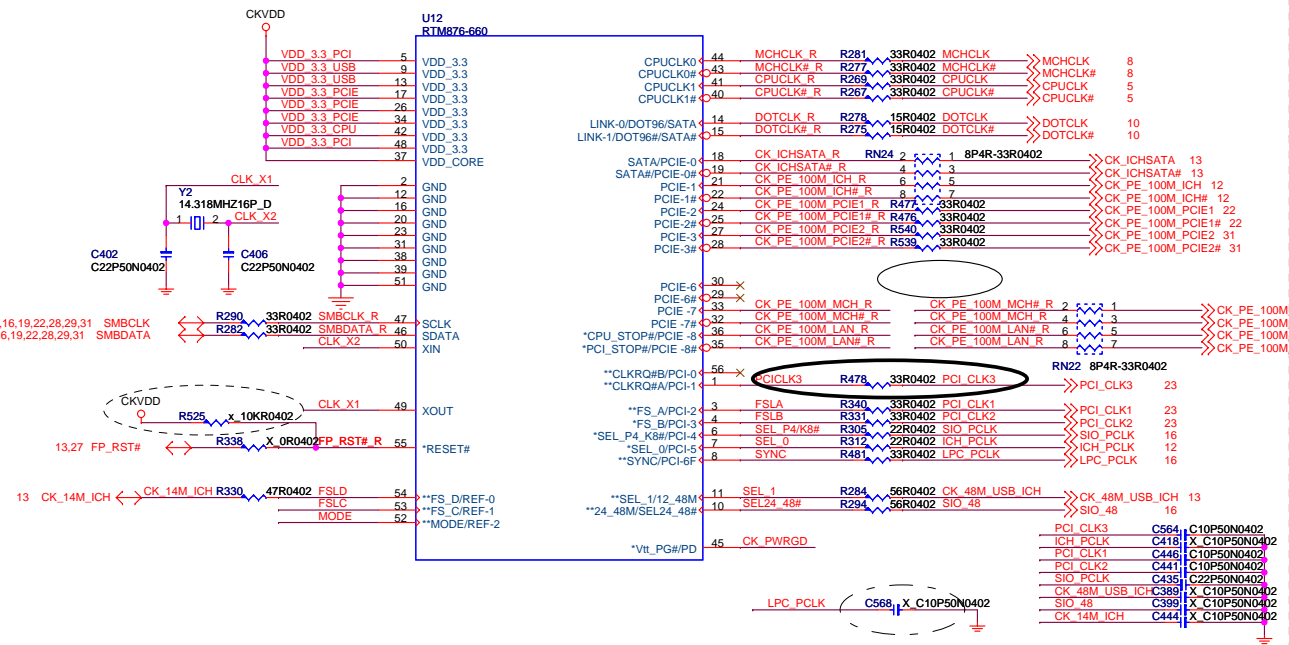 CKVDD
U12
RTM876-660
VDD_3.3_PCI 5 VDD_3.3
VDD_3.3_USB 9 VDD_3.3
VDD_3.3_USB 13 VDD_3.3
VDD_3.3_PCIE 17 VDD_3.3
VDD_3.3_PCIE 26 VDD_3.3
VDD_3.3_PCIE 34 VDD_3.3
VDD_3.3_CPU 42 VDD_3.3
VDD_3.3_PCI 48 VDD_3.3
37 VDD_CORE
CLK_X1
Y2
14.318MHZ16P_D
1 2 CLK_X2
C402
C22P50N0402
C406
C22P50N0402
2 GND
12 GND
16 GND
20 GND
23 GND
31 GND
38 GND
39 GND
51 GND
,16,19,22,28,29,31 SMBCLK R290 33R0402 SMBCLK_R 47 SCLK
6,19,22,28,29,31 SMBDATA R282 33R0402 SMBDATA_R 46 SDATA
CLK_X2 50 XIN
CKVDD
R525 x_10KR0402
CLK_X1 49 XOUT
13,27 FP_RST# R338 X_0R0402 FP_RST#_R 55 *RESET#
13 CK_14M_ICH CK_14M_ICH R330 47R0402 FSLD 54 **FS_D/REF-0
FSLC 53 **FS_C/REF-1
MODE 52 **MODE/REF-2
CPUCLK0 44 MCHCLK_R R281 33R0402 MCHCLK MCHCLK 8
CPUCLK0# 43 MCHCLK#_R R277 33R0402 MCHCLK# MCHCLK# 8
CPUCLK1 41 CPUCLK_R R269 33R0402 CPUCLK CPUCLK 5
CPUCLK1# 40 CPUCLK#_R R267 33R0402 CPUCLK# CPUCLK# 5
LINK-0/DOT96/SATA 14 DOTCLK_R R278 15R0402 DOTCLK DOTCLK 10
LINK-1/DOT96#/SATA# 15 DOTCLK#_R R275 15R0402 DOTCLK# DOTCLK# 10
SATA/PCIE-0 18 CK_ICHSATA_R RN24 2 1 8P4R-33R0402 CK_ICHSATA 13
SATA#/PCIE-0# 19 CK_ICHSATA#_R 4 3 CK_ICHSATA# 13
PCIE-1 21 CK_PE_100M_ICH_R 6 5 CK_PE_100M_ICH 12
PCIE-1# 22 CK_PE_100M_ICH#_R 8 7 CK_PE_100M_ICH# 12
PCIE-2 24 CK_PE_100M_PCIE1_R R477 33R0402 CK_PE_100M_PCIE1 22
PCIE-2# 25 CK_PE_100M_PCIE1#_R R476 33R0402 CK_PE_100M_PCIE1# 22
PCIE-3 27 CK_PE_100M_PCIE2_R R540 33R0402 CK_PE_100M_PCIE2 31
PCIE-3# 28 CK_PE_100M_PCIE2#_R R539 33R0402 CK_PE_100M_PCIE2# 31
PCIE-6 30
PCIE-6# 29
PCIE -7 33 CK_PE_100M_MCH_R CK_PE_100M_MCH#_R 2 1 CK_PE_100M
PCIE -7# 32 CK_PE_100M_MCH#_R CK_PE_100M_MCH_R 4 3 CK_PE_100M
*CPU_STOP#/PCIE -8 36 CK_PE_100M_LAN_R CK_PE_100M_LAN#_R 6 5 CK_PE_100M
*PCI_STOP#/PCIE -8# 35 CK_PE_100M_LAN#_R CK_PE_100M_LAN_R 8 7 CK_PE_100M
RN22 8P4R-33R0402
**CLKRQ#B/PCI-0 56
**CLKRQ#A/PCI-1 1 PCICLK3 R478 33R0402 PCI_CLK3 PCI_CLK3 23
**FS_A/PCI-2 3 FSLA R340 33R0402 PCI_CLK1 PCI_CLK1 23
**FS_B/PCI-3 4 FSLB R331 33R0402 PCI_CLK2 PCI_CLK2 23
*SEL_P4_K8#/PCI-4 6 SEL_P4/K8# R305 22R0402 SIO_PCLK SIO_PCLK 16
*SEL_0/PCI-5 7 SEL_0 R312 22R0402 ICH_PCLK ICH_PCLK 12
**SYNC/PCI-6F 8 SYNC R481 33R0402 LPC_PCLK LPC_PCLK 16
**SEL_1/12_48M 11 SEL_1 R284 56R0402 CK_48M_USB_ICH CK_48M_USB_ICH 13
**24_48M/SEL24_48# 10 SEL24_48# R294 56R0402 SIO_48 SIO_48 16
*Vtt_PG#/PD 45 CK_PWRGD
PCI_CLK3 C564 C10P50N0402
ICH_PCLK C418 X_C10P50N0402
PCI_CLK1 C446 X_C10P50N0402
PCI_CLK2 C441 X_C10P50N0402
SIO_PCLK C435 C22P50N0402
CK_48M_USB_ICH C389 X_C10P50N0402
SIO_48 C399 X_C10P50N0402
CK_14M_ICH C444 X_C10P50N0402
LPC_PCLK C568 X_C10P50N0402